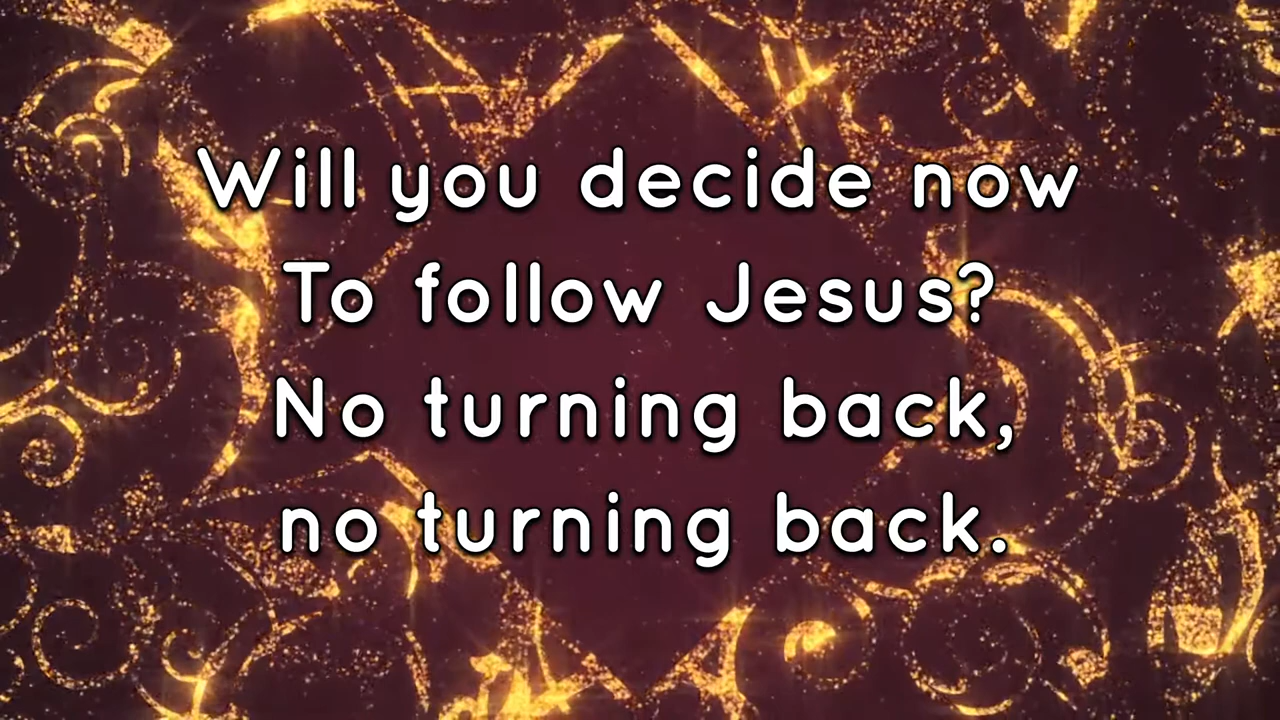 Will you decide now
To follow Jesus?
No turning back,
no turning back.